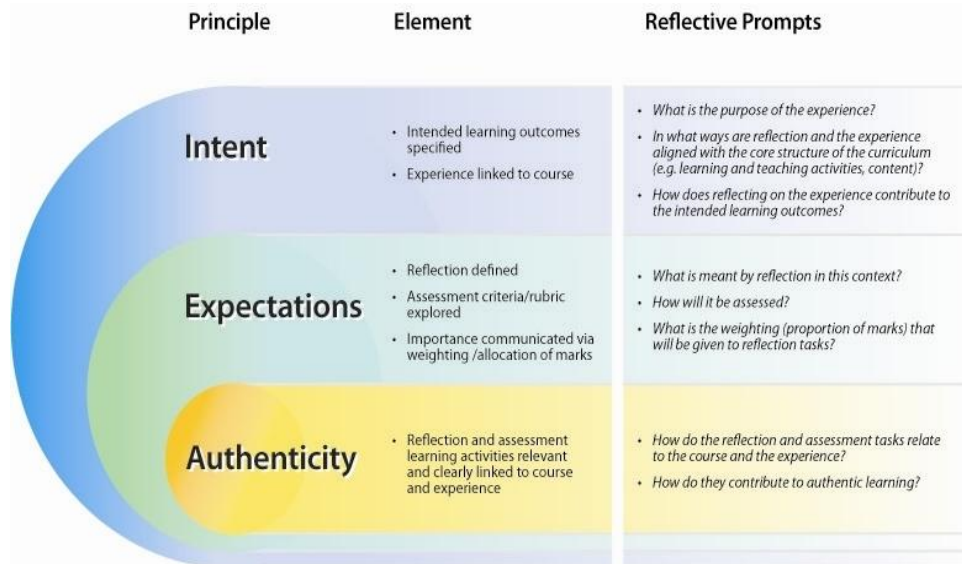 Principle Element Reflective Prompts
Intent
• Intended learning outcomes
specified
• Experience linked to course
• What is the purpose of the experience?
• In what ways are reflection and the experience
aligned with the core structure of the curriculum
(e.g. learning and teaching activities, content)?
• How does reflecting on the experience contribute to
the intended learning outcomes?
Expectations
• Reflection defined
• Assessment criteria/rubric
explored
• Importance communicated via
weighting /allocation of marks
• What is meant by reflection in this context?
• How will it be assessed?
• What is the weighting (proportion of marks) that
will be given to reflection tasks?
Authenticity
• Reflection and assessment
learning activities relevant
and clearly linked to course
and experience
• How do the reflection and assessment tasks relate
to the course and the experience?
• How do they contribute to authentic learning?